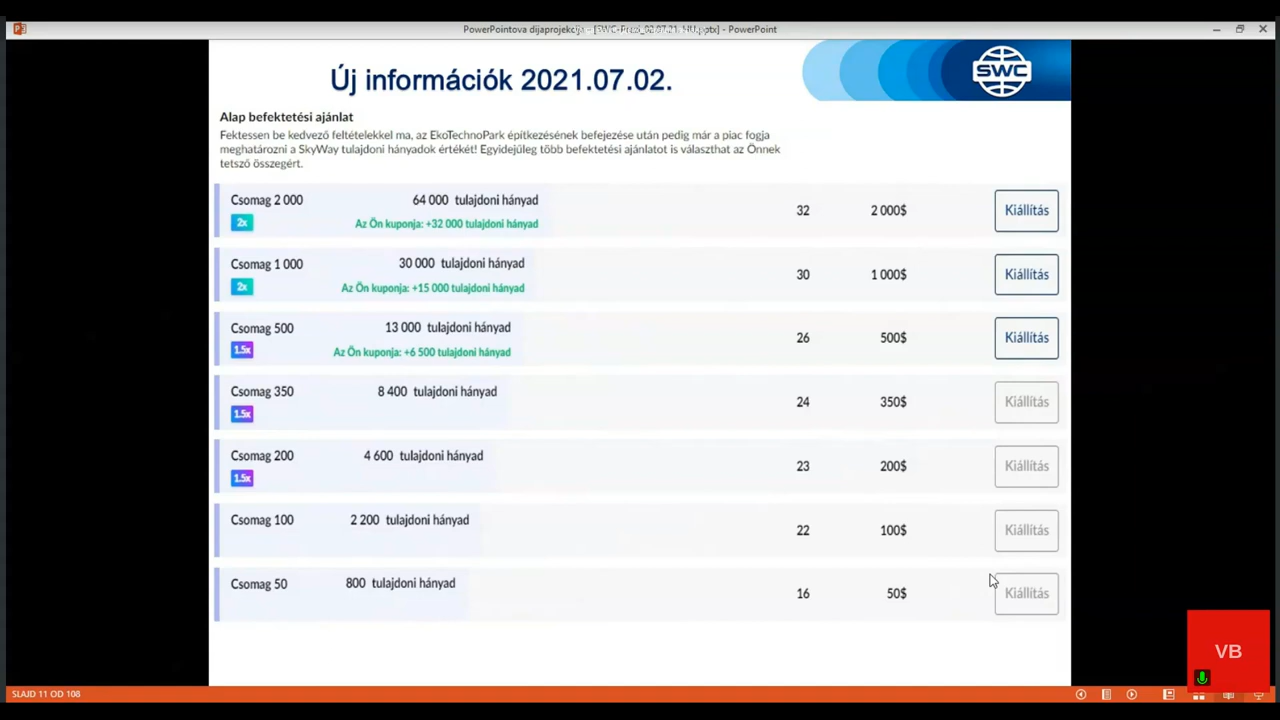 PowerPointova dijaprojekcija - [SWC-Prezi_02.07.21. HU.pptx] - PowerPoint
Új információk 2021.07.02.
SWC
Alap befektetési ajánlat
Fektessen be kedvező feltételekkel ma, az EkoTechnoPark építkezésének befejezése után pedig már a piac fogja
meghatározni a SkyWay tulajdoni hányadok értékét! Egyidejűleg több befektetési ajánlatot is választhat az Önnek
tetsző összegért.
Csomag 2 000 64 000 tulajdoni hányad 32 2 000$ Kiállítás
2x Az Ön kuponja: +32 000 tulajdoni hányad
Csomag 1 000 30 000 tulajdoni hányad 30 1 000$ Kiállítás
2x Az Ön kuponja: +15 000 tulajdoni hányad
Csomag 500 13 000 tulajdoni hányad 26 500$ Kiállítás
1.5x Az Ön kuponja: +6 500 tulajdoni hányad
Csomag 350 8 400 tulajdoni hányad 24 350$ Kiállítás
1.5x
Csomag 200 4 600 tulajdoni hányad 23 200$ Kiállítás
1.5x
Csomag 100 2 200 tulajdoni hányad 22 100$ Kiállítás
Csomag 50 800 tulajdoni hányad 16 50$ Kiállítás
VB
SLAJD 11 OD 108